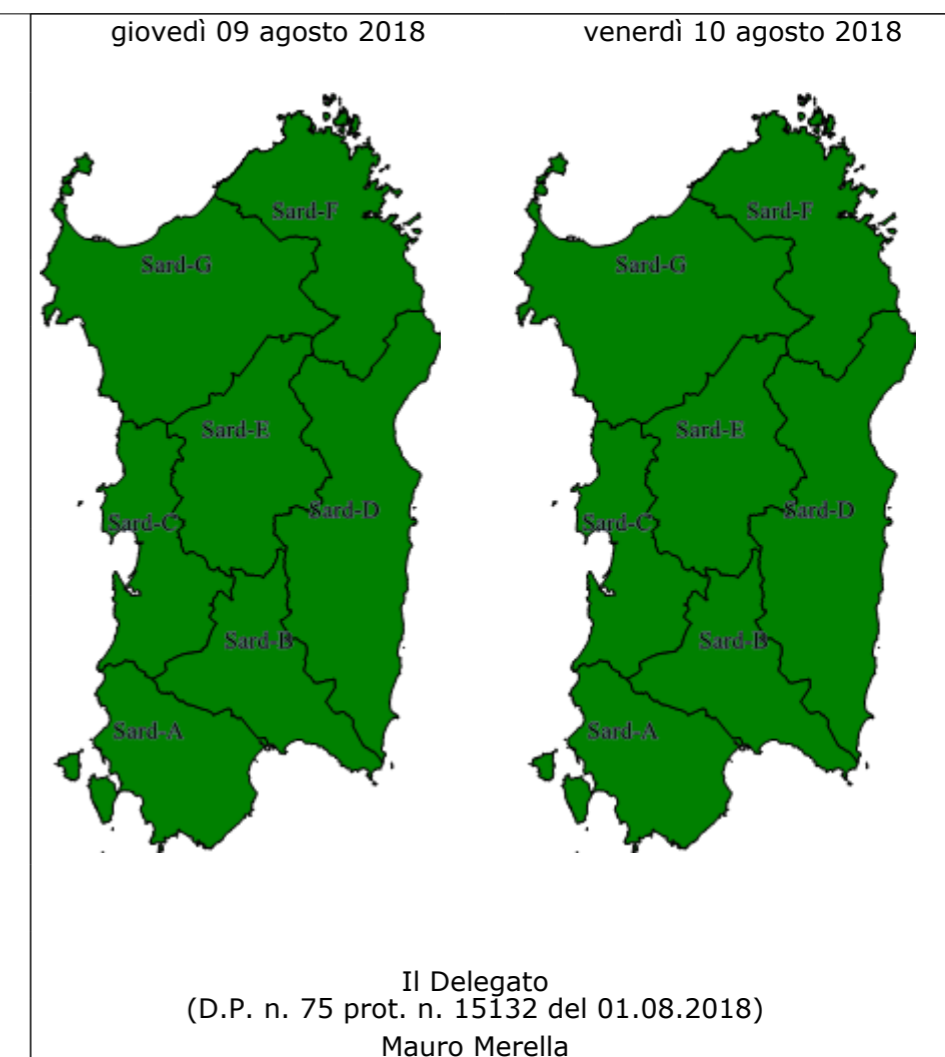 giovedì 09 agosto 2018
venerdì 10 agosto 2018
Sard-F
Sard-G
Sard-E
Sard-D
Sard-C
Sard-B
Sard-A
Sard-F
Sard-G
Sard-E
Sard-D
Sard-C
Sard-B
Sard-A
Il Delegato
(D.P. n. 75 prot. n. 15132 del 01.08.2018)
Mauro Merella